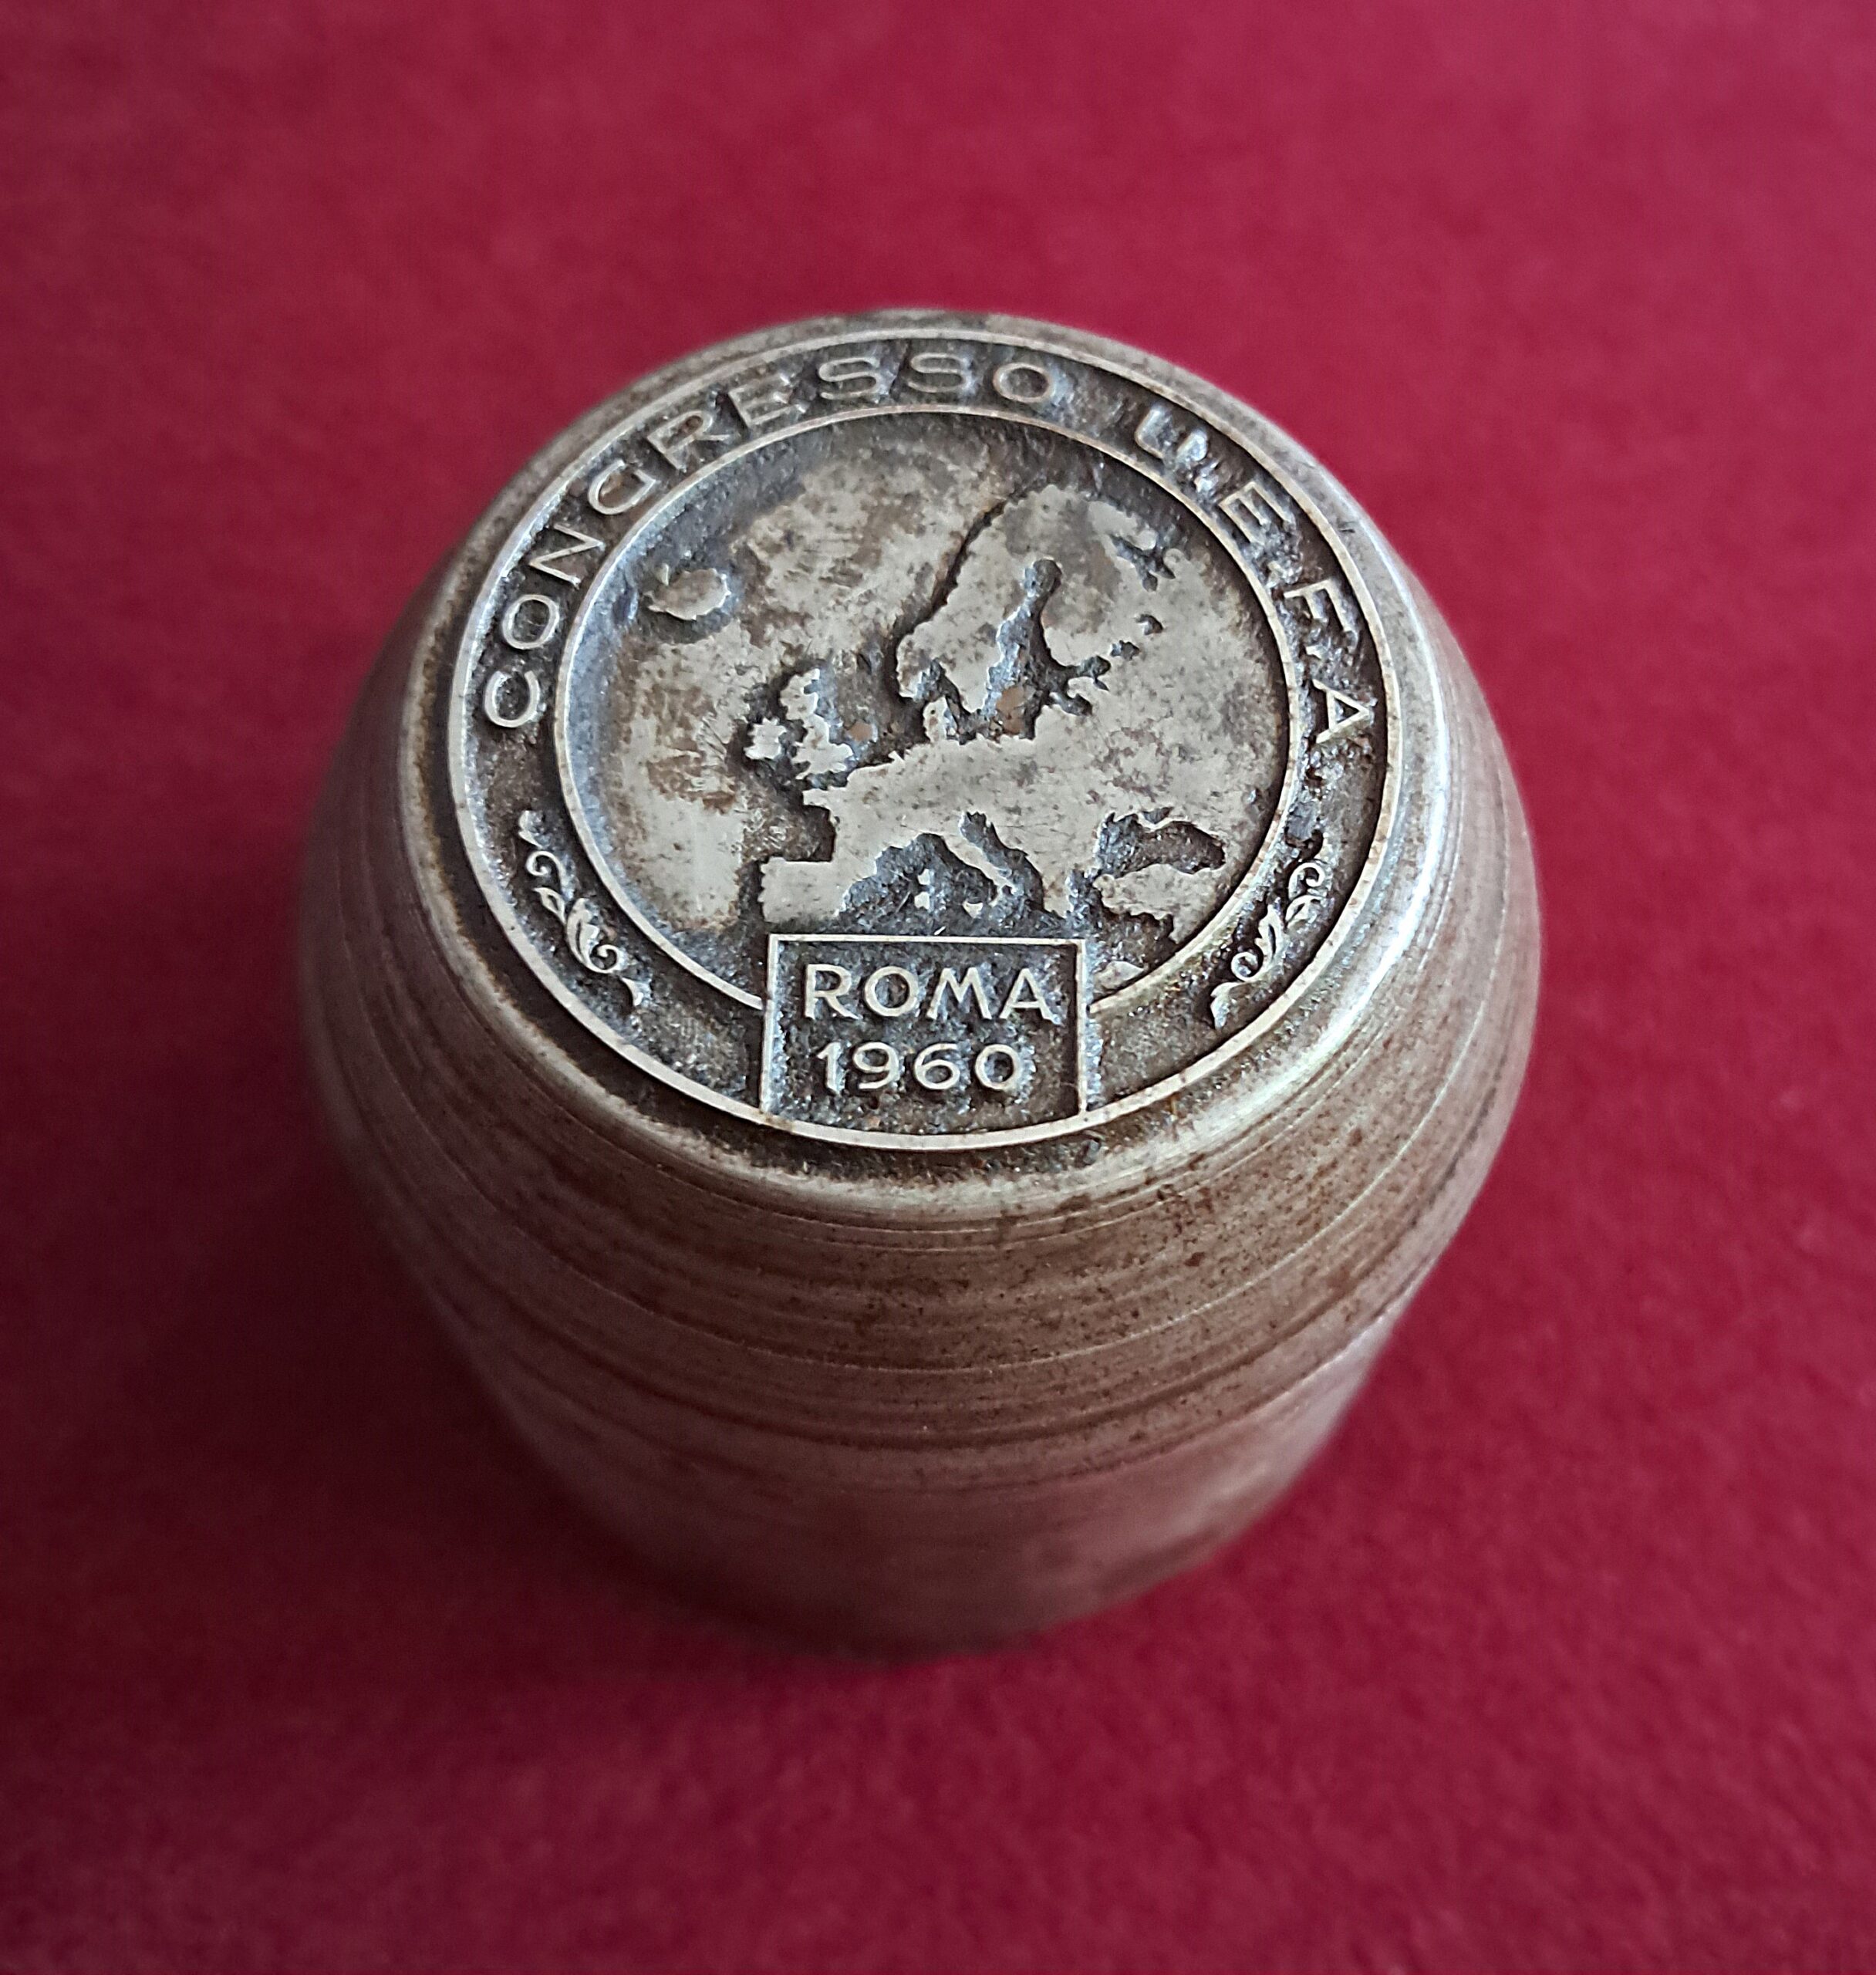 CONGRESSO U.E.F.A
ROMA
1960